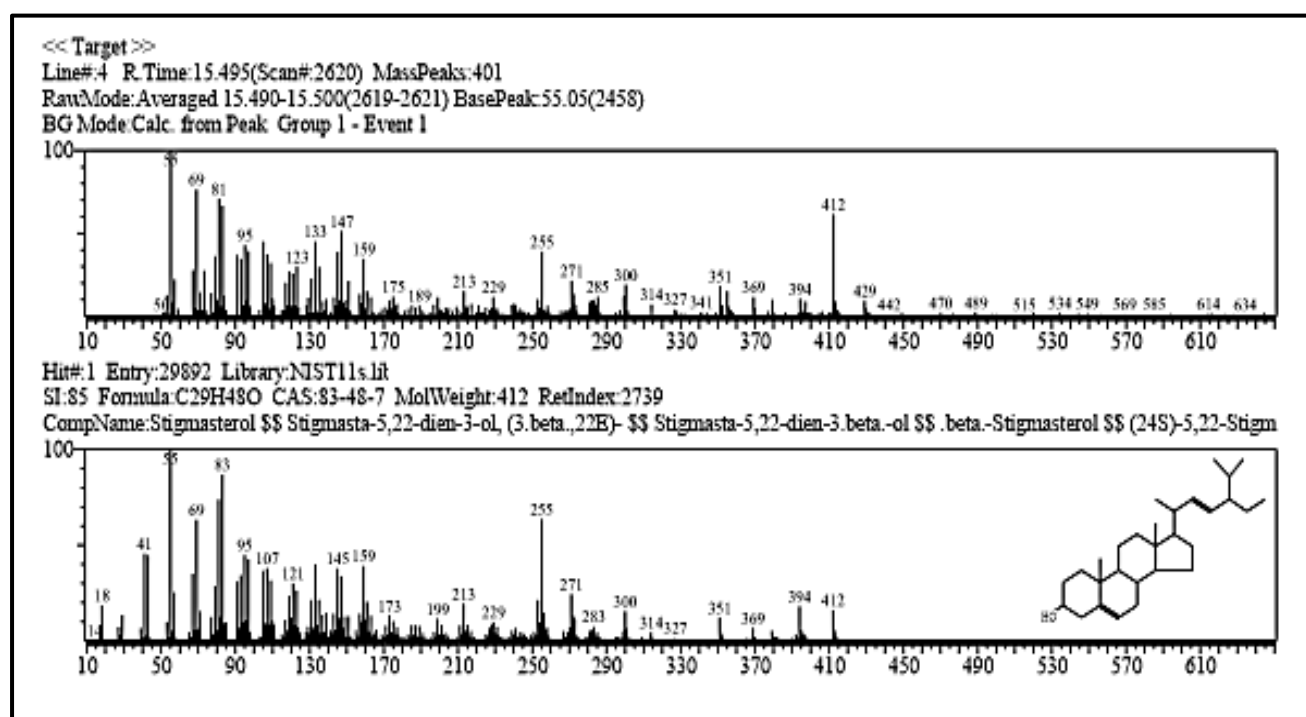 << Target >>
Line#:4 R.Time:15.495(Scan#:2620) MassPeaks:401
RawMode:Averaged 15.490-15.500(2619-2621) BasePeak:55.05(2458)
BG Mode:Calc. from Peak Group 1 - Event 1
100
55 69 81 95 123 133 147 159 175 189 213 229 255 271 285 300 314 327 341 351 369 394 412 429 442 470 489 515 534 549 569 585 614 634
10 50 90 130 170 210 250 290 330 370 410 450 490 530 570 610
Hit#:1 Entry:29892 Library:NIST11s.lib
SI:85 Formula:C29H48O CAS:83-48-7 MolWeight:412 RetIndex:2739
CompName:Stigmasterol $$ Stigmasta-5,22-dien-3-ol, (3.beta.,22E)- $$ Stigmasta-5,22-dien-3.beta.-ol $$ .beta.-Stigmasterol $$ (24S)-5,22-Stigm
100
14 18 41 55 69 83 95 107 121 145 159 173 199 213 229 255 271 283 300 314 327 351 369 394 412
10 50 90 130 170 210 250 290 330 370 410 450 490 530 570 610